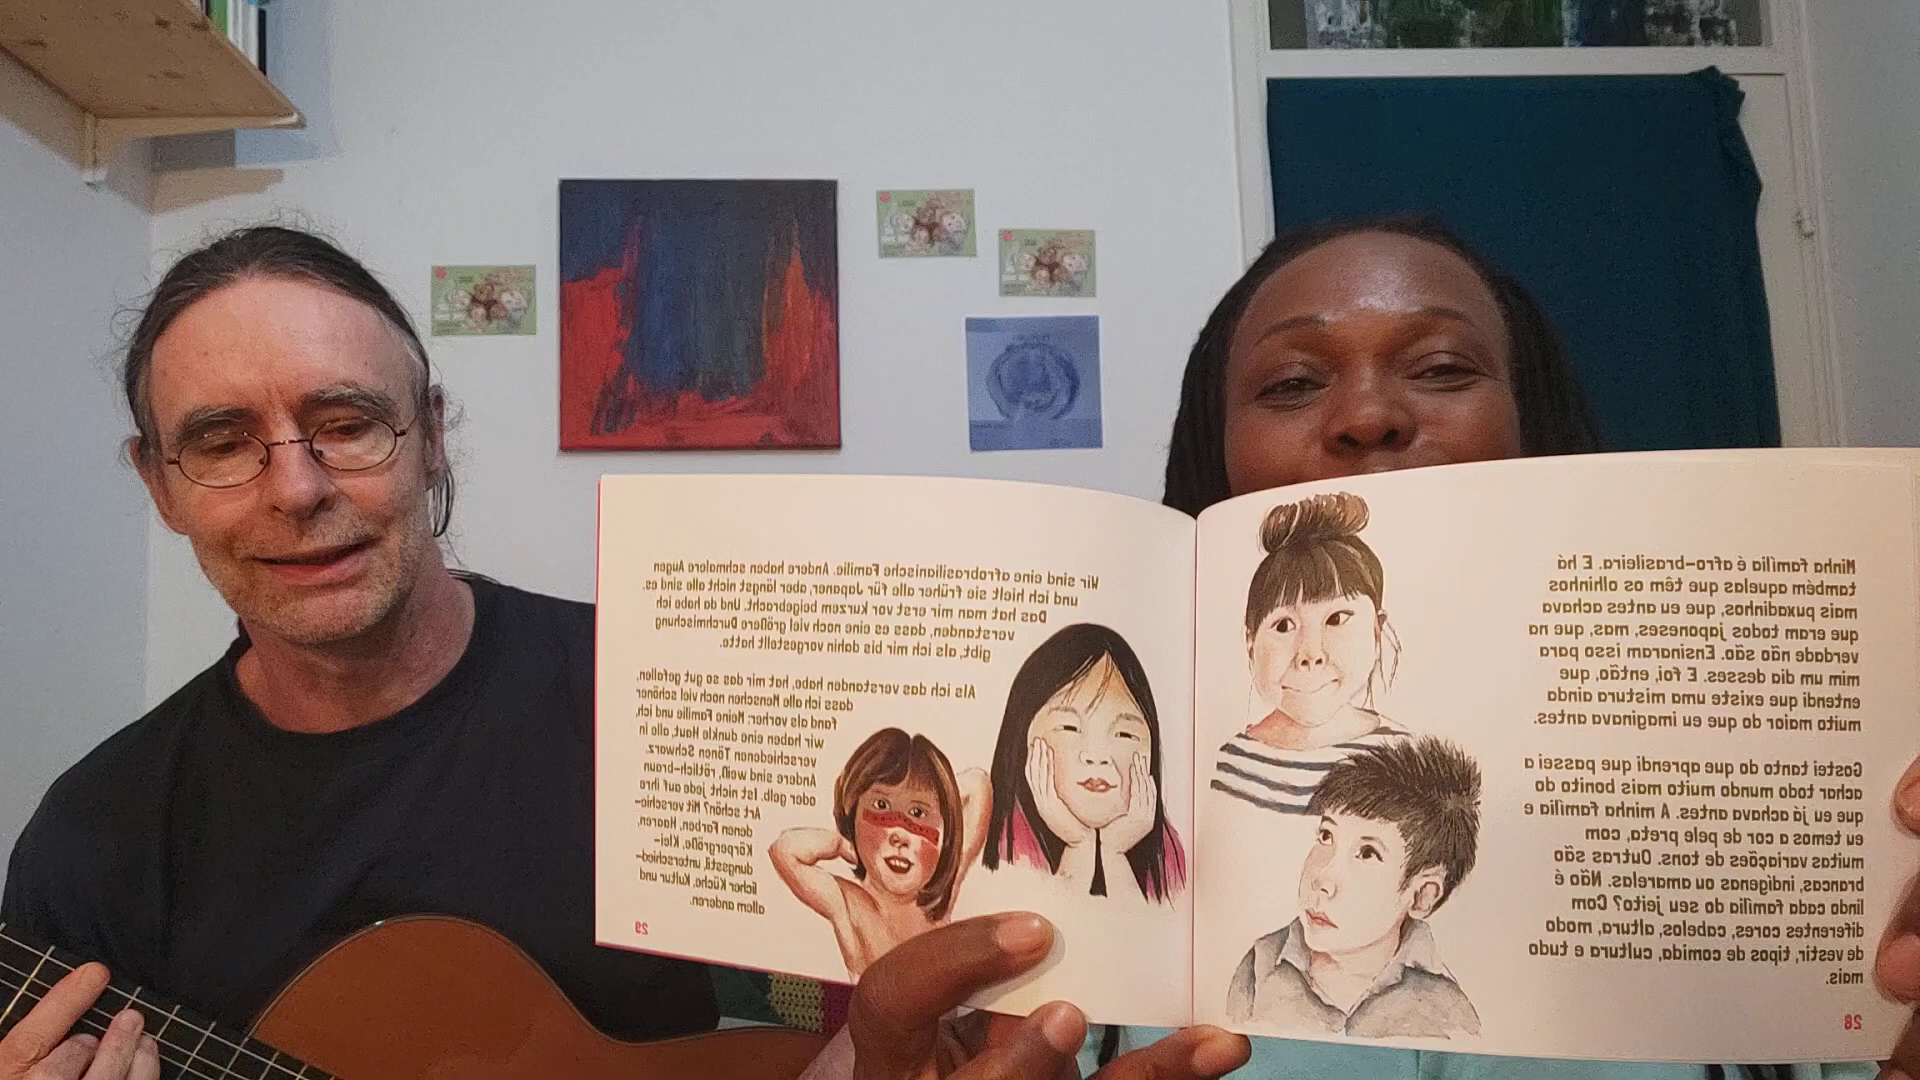 Minha família é afro-brasileira. E há
também aquelas que têm os olhinhos
mais puxadinhos, que eu antes achava
que eram todos japoneses, mas, que na
verdade não são. Ensinaram isso para
mim um dia desses. E foi, então, que
entendi que existe uma mistura ainda
muito maior do que eu imaginava antes.
Gostei tanto do que aprendi que passei a
achar todo mundo muito mais bonito do
que eu já achava antes. A minha família e
eu temos a cor de pele preta, com
muitas variações de tons. Outras são
brancas, indígenas ou amarelas. Não é
lindo cada família do seu jeito? Com
diferentes cores, cabelos, altura, modo
de vestir, tipos de comida, cultura e tudo
mais.
28
Wir sind eine afrobrasilianische Familie. Andere haben schmalere Augen
und ich hielt sie früher alle für Japaner, aber längst nicht alle sind es.
Das hat man mir erst vor kurzem beigebracht. Und da habe ich
verstanden, dass es eine noch viel größere Durchmischung
gibt, als ich mir bis dahin vorgestellt hatte.
Als ich das verstanden habe, hat mir das so gut gefallen,
dass ich alle Menschen noch viel schöner
fand als vorher. Meine Familie und ich,
wir haben eine dunkle Haut, alle in
verschiedenen Tönen Schwarz.
Andere sind weiß, rötlich-braun
oder gelb. Ist nicht jede auf ihre
Art schön? Mit verschie-
denen Farben, Haaren,
Körpergröße, Klei-
dungsstil, unterschied-
licher Küche, Kultur und
allem anderen.
29